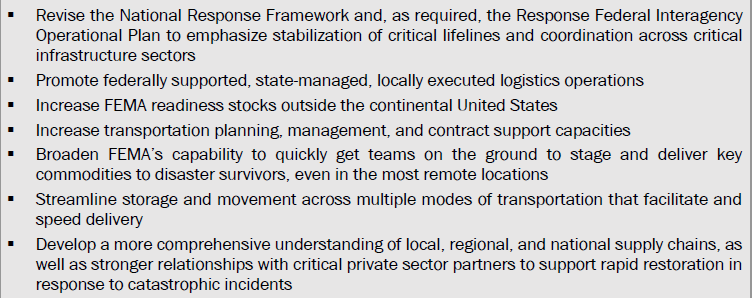 ▪ Revise the National Response Framework and, as required, the Response Federal Interagency
Operational Plan to emphasize stabilization of critical lifelines and coordination across critical
infrastructure sectors
▪ Promote federally supported, state-managed, locally executed logistics operations
▪ Increase FEMA readiness stocks outside the continental United States
▪ Increase transportation planning, management, and contract support capacities
▪ Broaden FEMA's capability to quickly get teams on the ground to stage and deliver key
commodities to disaster survivors, even in the most remote locations
▪ Streamline storage and movement across multiple modes of transportation that facilitate and
speed delivery
▪ Develop a more comprehensive understanding of local, regional, and national supply chains, as
well as stronger relationships with critical private sector partners to support rapid restoration in
response to catastrophic incidents